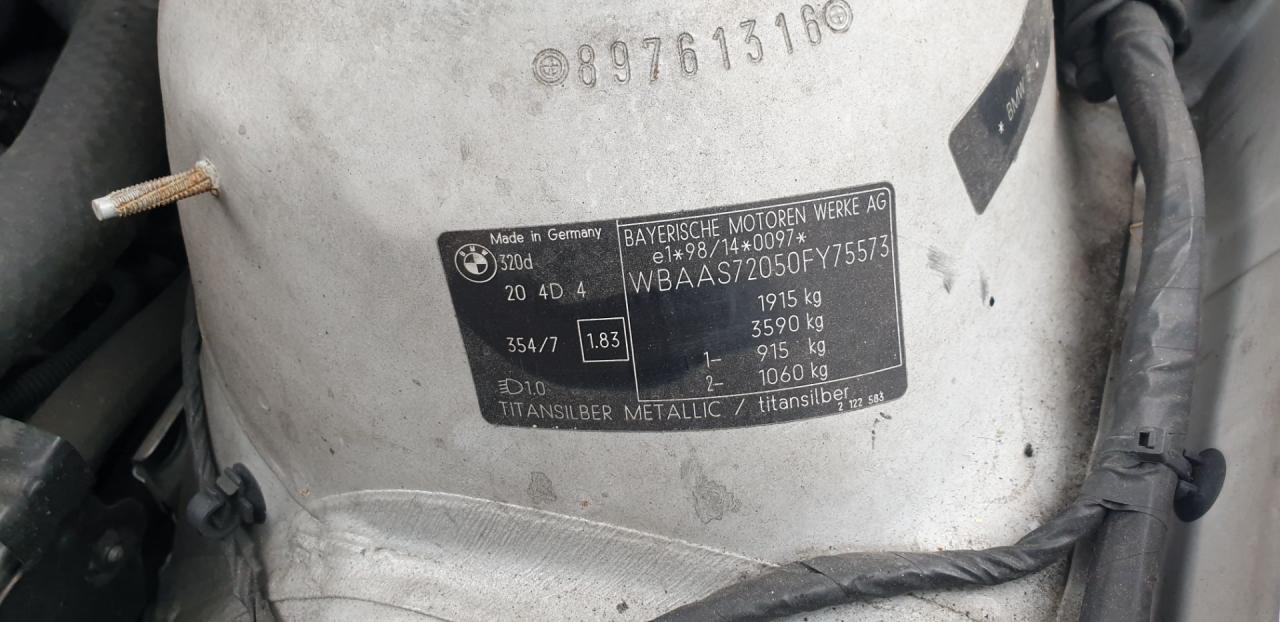 89761316
* BMW
Made in Germany
BMW
320d
20 4D 4
354/7 1.83
1.0
BAYERISCHE MOTOREN WERKE AG
e1*98/14*0097*
WBAAS72050FY75573
1915 kg
3590 kg
1- 915 kg
2- 1060 kg
TITANSILBER METALLIC / titansilber
2 122 583